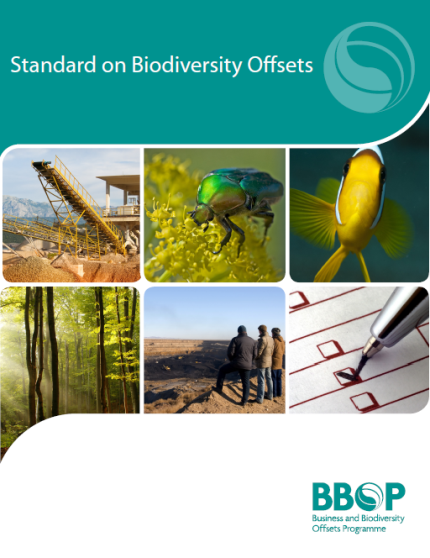 Standard on Biodiversity Offsets
BBOP
Business and Biodiversity
Offsets Programme